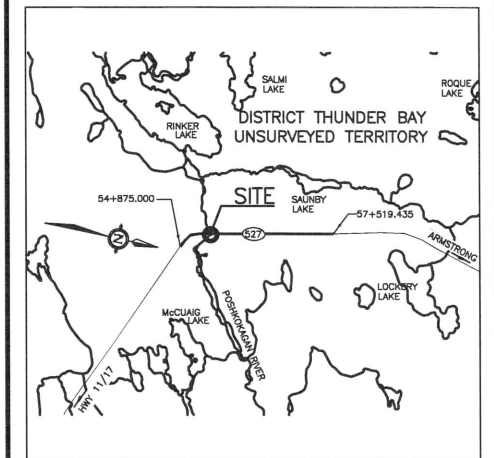 SALMI
LAKE
ROQUE
LAKE
DISTRICT THUNDER BAY
UNSURVEYED TERRITORY
RINKER
LAKE
54+875.000
SITE
SAUNBY
LAKE
57+519.435
N
527
ARMSTRONG
LOCKERY
LAKE
McCUAIG
LAKE
POSHKOKAGAN
RIVER
HWY 11/17